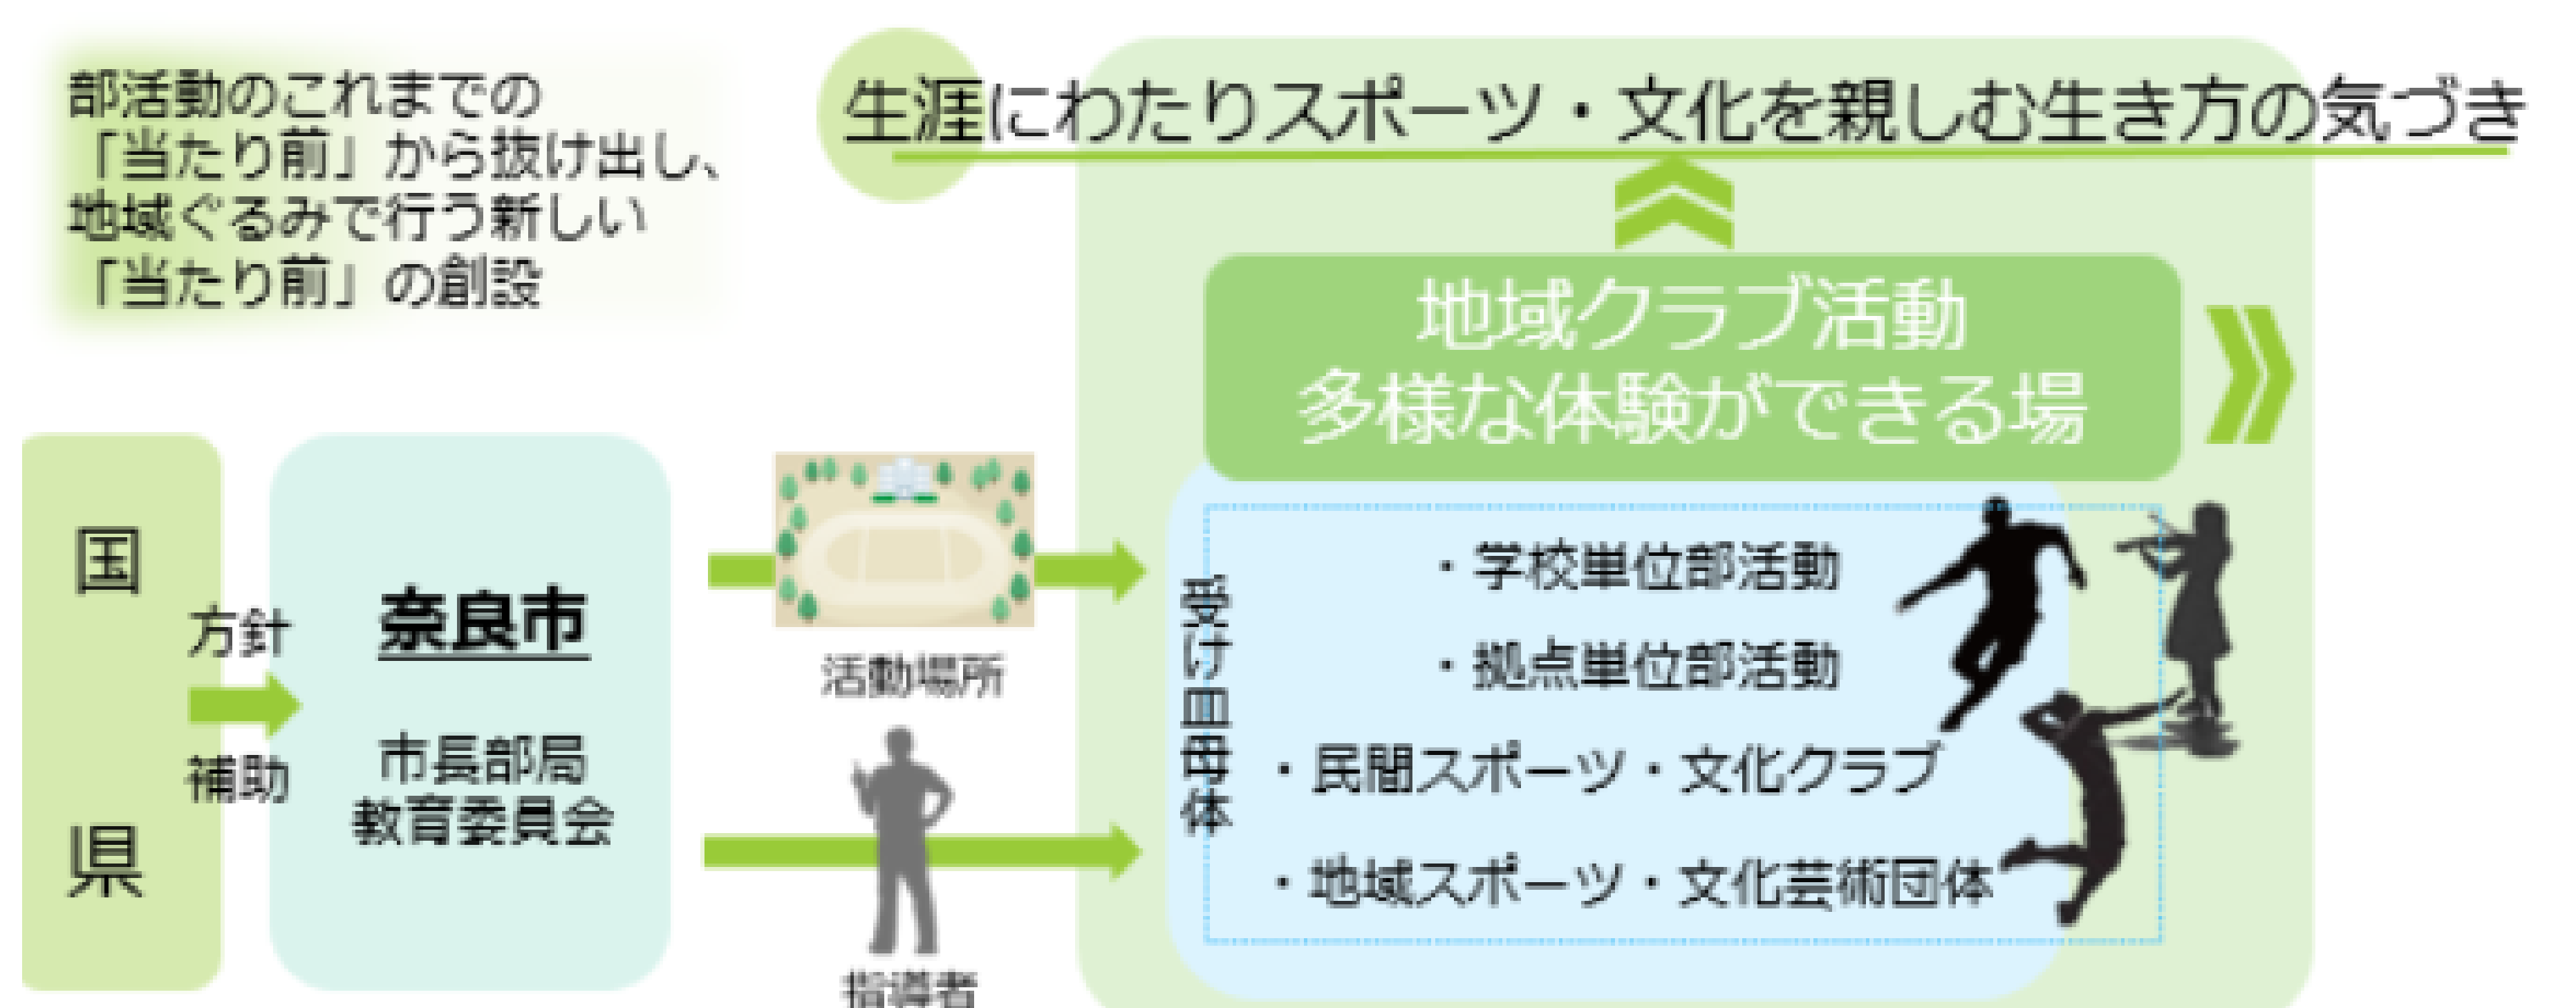 部活動のこれまでの
「当たり前」から抜け出し、
地域ぐるみで行う新しい
「当たり前」の創設
生涯にわたりスポーツ・文化を親しむ生き方の気づき
地域クラブ活動
多様な体験ができる場
国
県
方針
補助
奈良市
市長部局
教育委員会
活動場所
指導者
受け皿母体
・学校単位部活動
・拠点単位部活動
・民間スポーツ・文化クラブ
・地域スポーツ・文化芸術団体